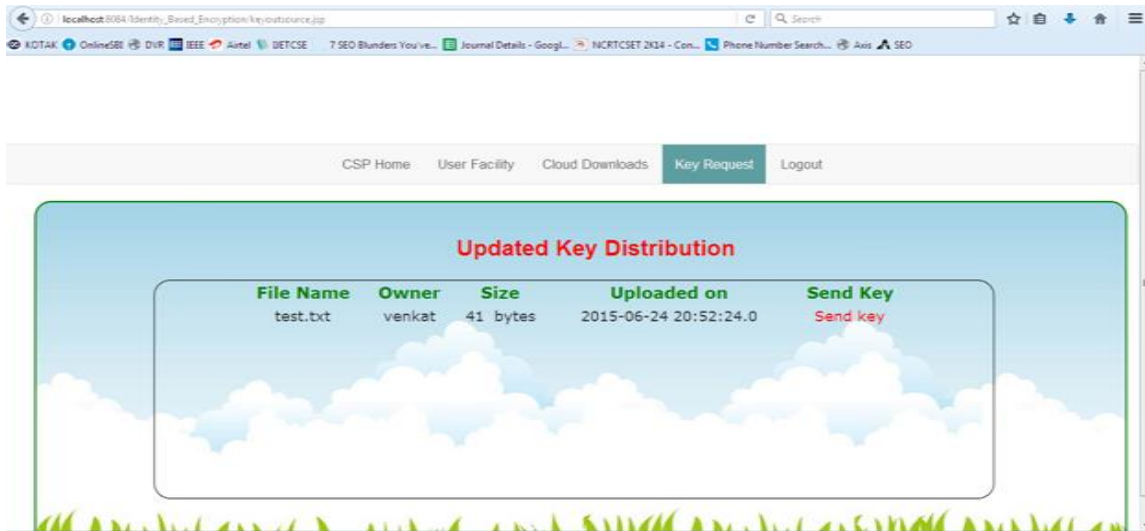 localhost:8084/Identity_Based_Encryption/keyoutsource.jsp
Search
KOTAK OnlineSBI DVR IEEE Airtel DETCSE 7 SEO Blunders You've... Journal Details - Googl... NCRTCSET 2K14 - Con... Phone Number Search... Axis SEO
CSP Home User Facility Cloud Downloads Key Request Logout
Updated Key Distribution
File Name Owner Size Uploaded on Send Key
test.txt venkat 41 bytes 2015-06-24 20:52:24.0 Send key